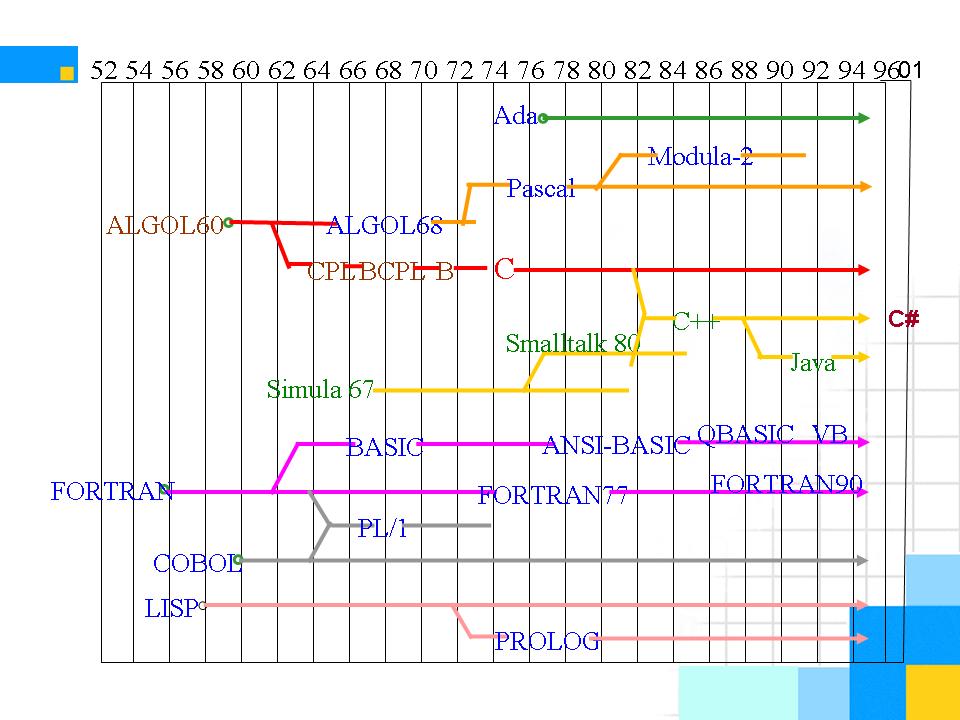 52 54 56 58 60 62 64 66 68 70 72 74 76 78 80 82 84 86 88 90 92 94 96 01
Ada
Modula-2
Pascal
ALGOL60 ALGOL68
CPL BCPL B C
C++ C#
Smalltalk 80
Java
Simula 67
BASIC ANSI-BASIC QBASIC VB
FORTRAN FORTRAN77 FORTRAN90
PL/1
COBOL
LISP
PROLOG